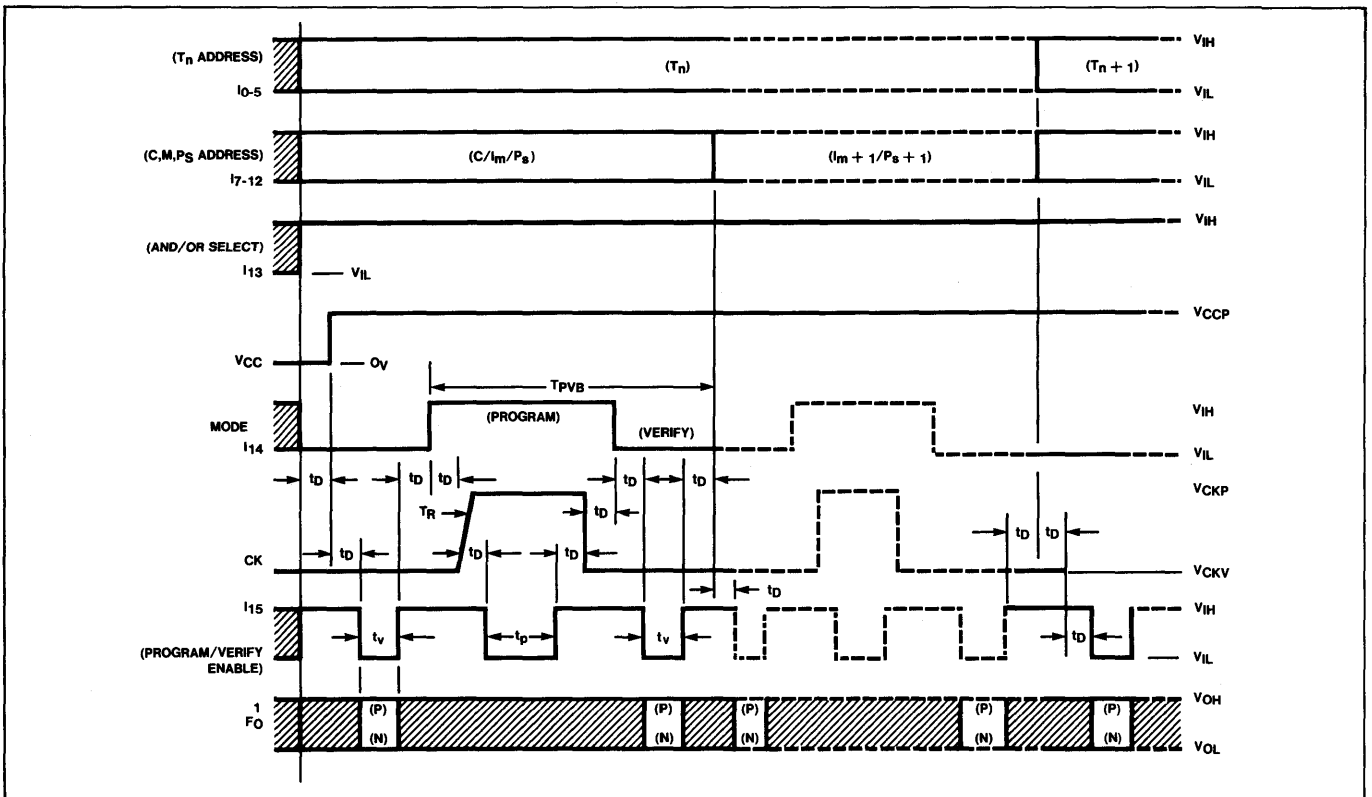 (Tn ADDRESS)
I0-5
(Tn)
(Tn + 1)
VIH
VIL
(C,M,PS ADDRESS)
I7-12
(C/Im/Ps)
(Im + 1/Ps + 1)
VIH
VIL
(AND/OR SELECT)
I13
VIL
VIH
VCC
OV
VCCP
TPVB
MODE
I14
(PROGRAM)
(VERIFY)
VIH
VIL
tD
tD
tD
tD
tD
VCKP
TR
tD
tD
tD
CK
tD
tD
tD
VCKV
tD
I15
VIH
(PROGRAM/VERIFY
ENABLE)
tv
tp
tv
tD
VIL
1
FO
(P)
(P)
(P)
(P)
(P)
VOH
(N)
(N)
(N)
(N)
(N)
VOL